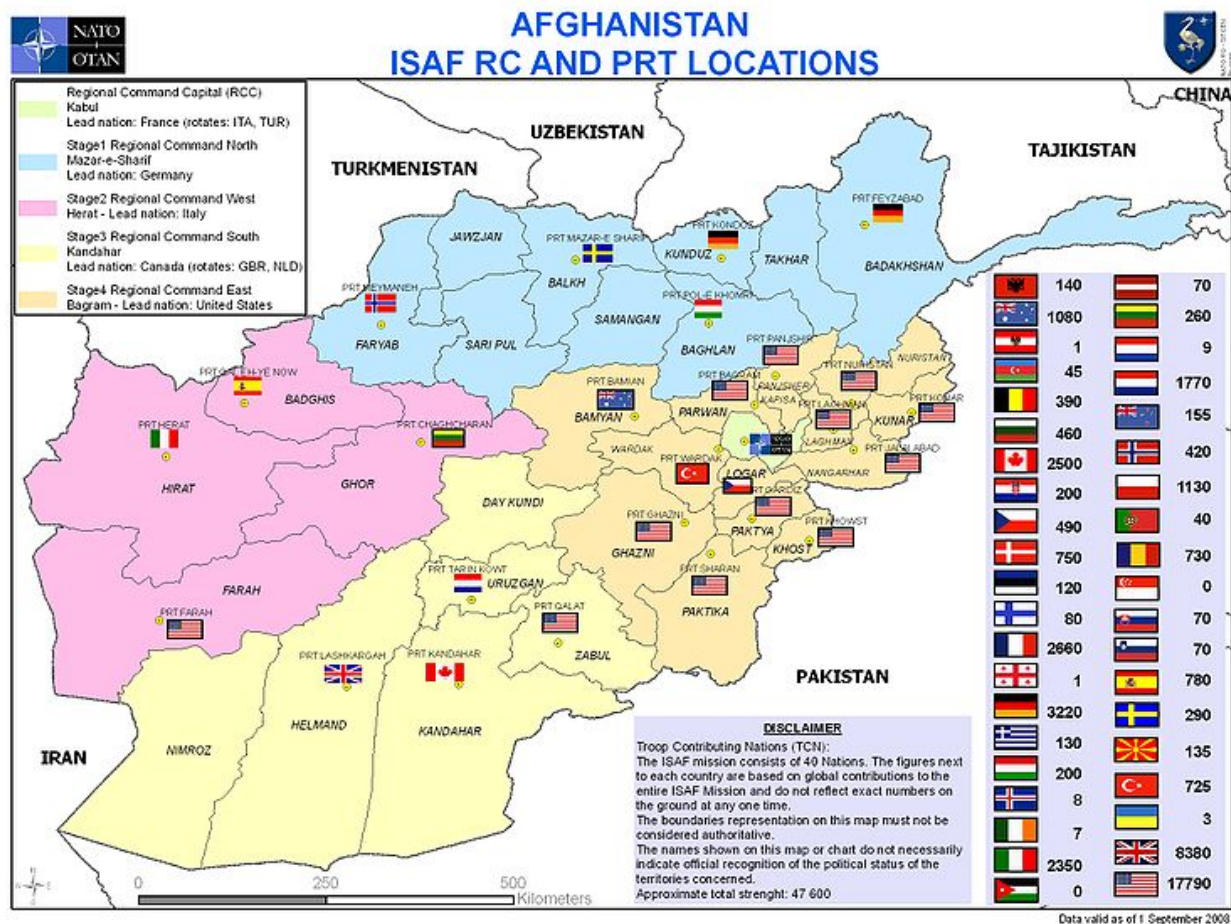 NATO
OTAN
AFGHANISTAN
ISAF RC AND PRT LOCATIONS
Regional Command Capital (RCC)
Kabul
Lead nation: France (rotates: ITA, TUR)
Stage1 Regional Command North
Mazar-e-Sharif
Lead nation: Germany
Stage2 Regional Command West
Herat - Lead nation: Italy
Stage3 Regional Command South
Kandahar
Lead nation: Canada (rotates: GBR, NLD)
Stage4 Regional Command East
Bagram - Lead nation: United States
CHINA
UZBEKISTAN
TURKMENISTAN
TAJIKISTAN
PRT FEYZABAD
PRT KONDOZ
PRT MAZAR-E SHARIF
JAWZJAN
KUNDUZ
TAKHAR
BADAKHSHAN
BALKH
PRT MEYMANEH
PRT POL-E KHOMRI
SAMANGAN
FARYAB
SARI PUL
BAGHLAN
PRT PANJSHIR
PRT NURISTAN
NURISTAN
PRT BAGRAM
PANJSHER
PRT BAMIAN
KAPISA
BADGHIS
PRT LAGHMAN
BAMYAN
PARWAN
KUNAR
PRT HERAT
PRT CHAGHCHARAN
WARDAK
LAGHMAN
PRT JALALABAD
PRT WARDAK
LOGAR
NANGARHAR
HIRAT
GHOR
DAY KUNDI
PRT GARDIZ
PRT GHAZNI
PRT KHOWST
PAKTYA
GHAZNI
KHOST
PRT TARIN KOWT
URUZGAN
PRT SHARAN
FARAH
PRT FARAH
PRT QALAT
PAKTIKA
PRT LASHKARGAH
PRT KANDAHAR
ZABUL
PAKISTAN
HELMAND
KANDAHAR
NIMROZ
IRAN
140
1080
1
45
390
460
2500
200
490
750
120
80
2660
1
3220
130
200
8
7
2350
0
70
260
9
1770
155
420
1130
40
730
0
70
70
780
290
135
725
3
8380
17790
DISCLAIMER
Troop Contributing Nations (TCN):
The ISAF mission consists of 40 Nations. The figures next
to each country are based on global contributions to the
entire ISAF Mission and do not reflect exact numbers on
the ground at any one time.
The boundaries representation on this map must not be
considered authoritative.
The names shown on this map or chart do not necessarily
indicate official recognition of the political status of the
territories concerned.
Approximate total strenght: 47 600
0
250
500
Kilometers
Data valid as of 1 September 2008